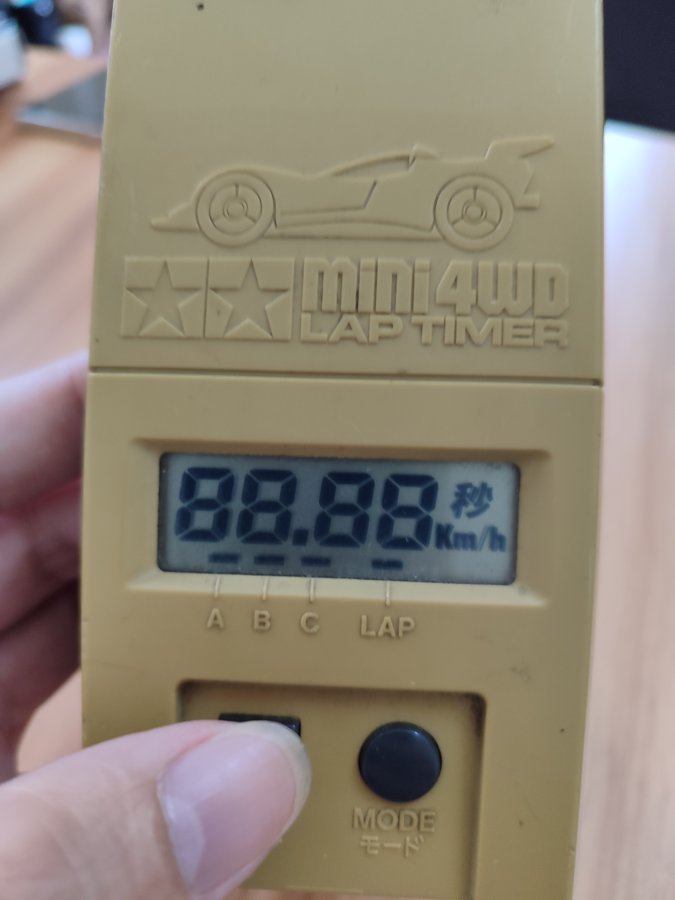 mini 4WD
LAP TIMER
88.88 秒
Km/h
A B C LAP
MODE
モード